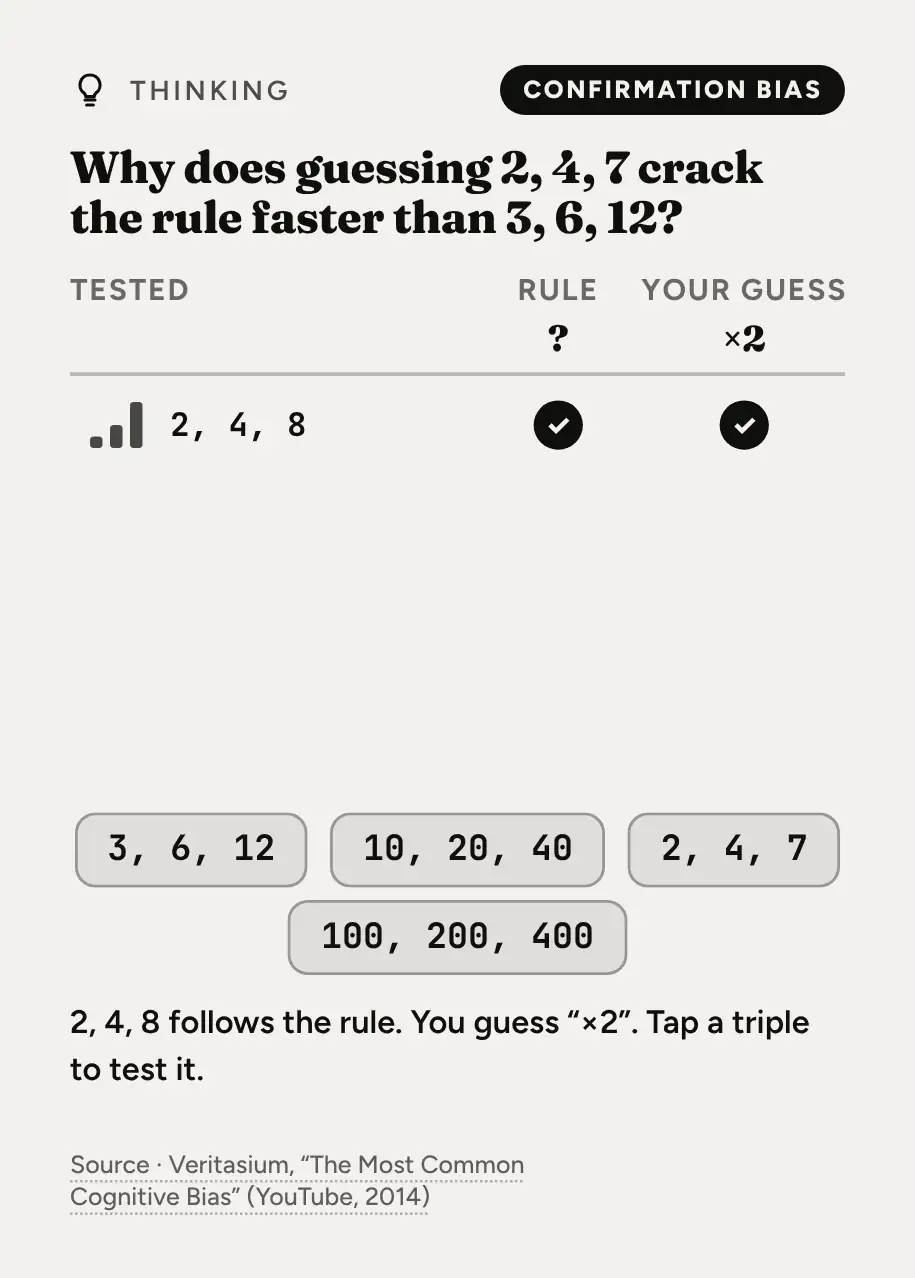 THINKING
CONFIRMATION BIAS
Why does guessing 2, 4, 7 crack
the rule faster than 3, 6, 12?
TESTED RULE YOUR GUESS
? ×2
2, 4, 8
3, 6, 12 10, 20, 40 2, 4, 7
100, 200, 400
2, 4, 8 follows the rule. You guess “×2”. Tap a triple
to test it.
Source · Veritasium, “The Most Common
Cognitive Bias” (YouTube, 2014)